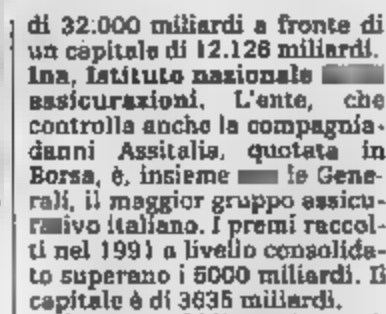 di 32.000 miliardi a fronte di
un capitale di 12.126 miliardi.
Ina, Istituto nazionale
assicurazioni. L'ente, che
controlla anche la compagnia
danni Assitalia, quotata in
Borsa, è, insieme le Gene-
rali, il maggior gruppo assicu-
italiano. I premi raccol-
ti nel 1991 a livello consolida-
to superano i 5000 miliardi. Il
capitale è di 3635 miliardi.